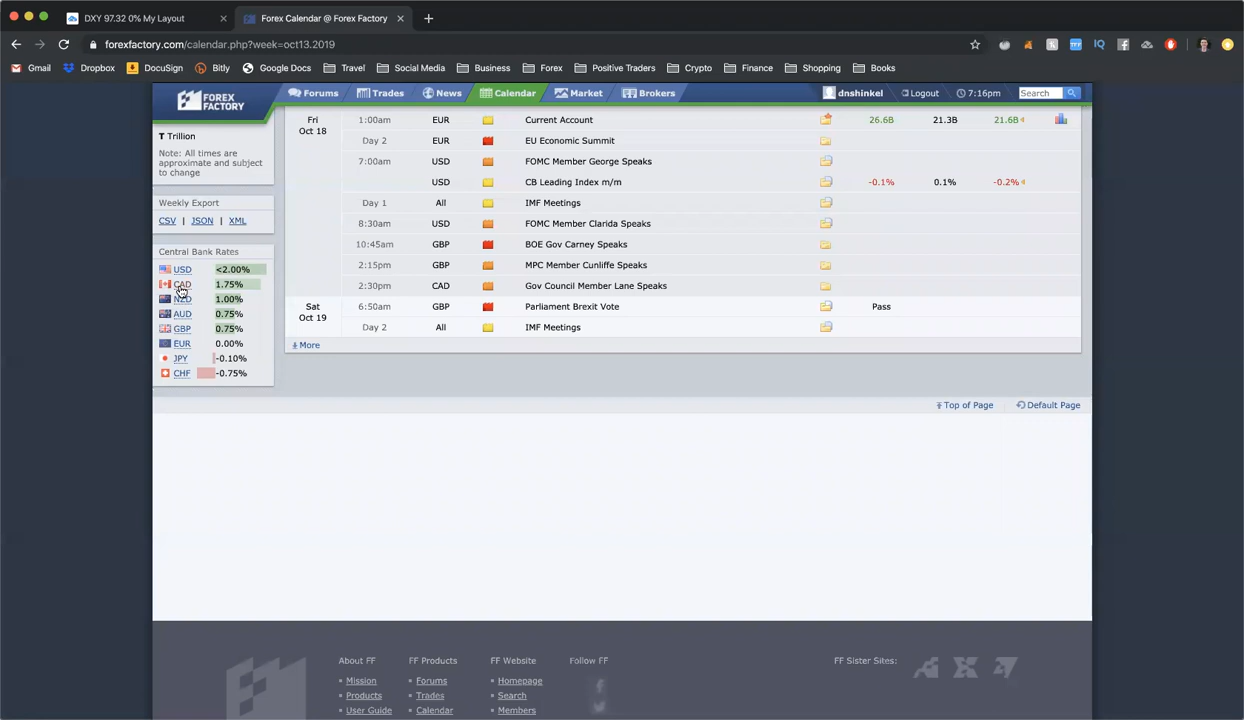 DXY 97.32 0% My Layout
Forex Calendar @ Forex Factory
forexfactory.com/calendar.php?week=oct13.2019
Gmail Dropbox DocuSign Bitly Google Docs Travel Social Media Business Forex Positive Traders Crypto Finance Shopping Books
FOREX FACTORY
Forums Trades News Calendar Market Brokers dnshinkel Logout 7:16pm Search
T Trillion
Note: All times are
approximate and subject
to change
Weekly Export
CSV | JSON | XML
Central Bank Rates
USD <2.00%
CAD 1.75%
NZD 1.00%
AUD 0.75%
GBP 0.75%
EUR 0.00%
JPY -0.10%
CHF -0.75%
Fri Oct 18 1:00am EUR Current Account 26.6B 21.3B 21.6B
Day 2 EUR EU Economic Summit
7:00am USD FOMC Member George Speaks
USD CB Leading Index m/m -0.1% 0.1% -0.2%
Day 1 All IMF Meetings
8:30am USD FOMC Member Clarida Speaks
10:45am GBP BOE Gov Carney Speaks
2:15pm GBP MPC Member Cunliffe Speaks
2:30pm CAD Gov Council Member Lane Speaks
Sat Oct 19 6:50am GBP Parliament Brexit Vote Pass
Day 2 All IMF Meetings
More
Top of Page Default Page
About FF FF Products FF Website Follow FF FF Sister Sites:
Mission Forums Homepage
Products Trades Search
User Guide Calendar Members